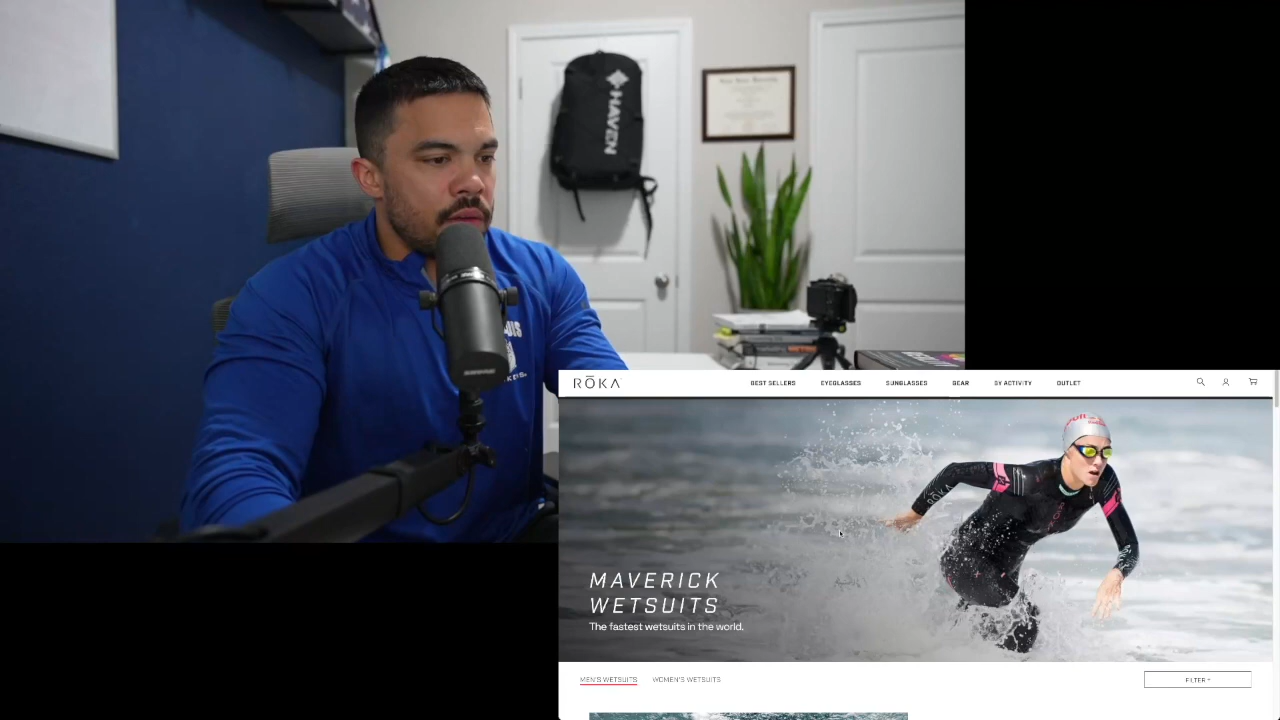 HAVEN
RŌKA
BEST SELLERS
EYEGLASSES
SUNGLASSES
GEAR
BY ACTIVITY
OUTLET
RŌKA
MAVERICK
WETSUITS
The fastest wetsuits in the world.
MEN'S WETSUITS
WOMEN'S WETSUITS
FILTER +